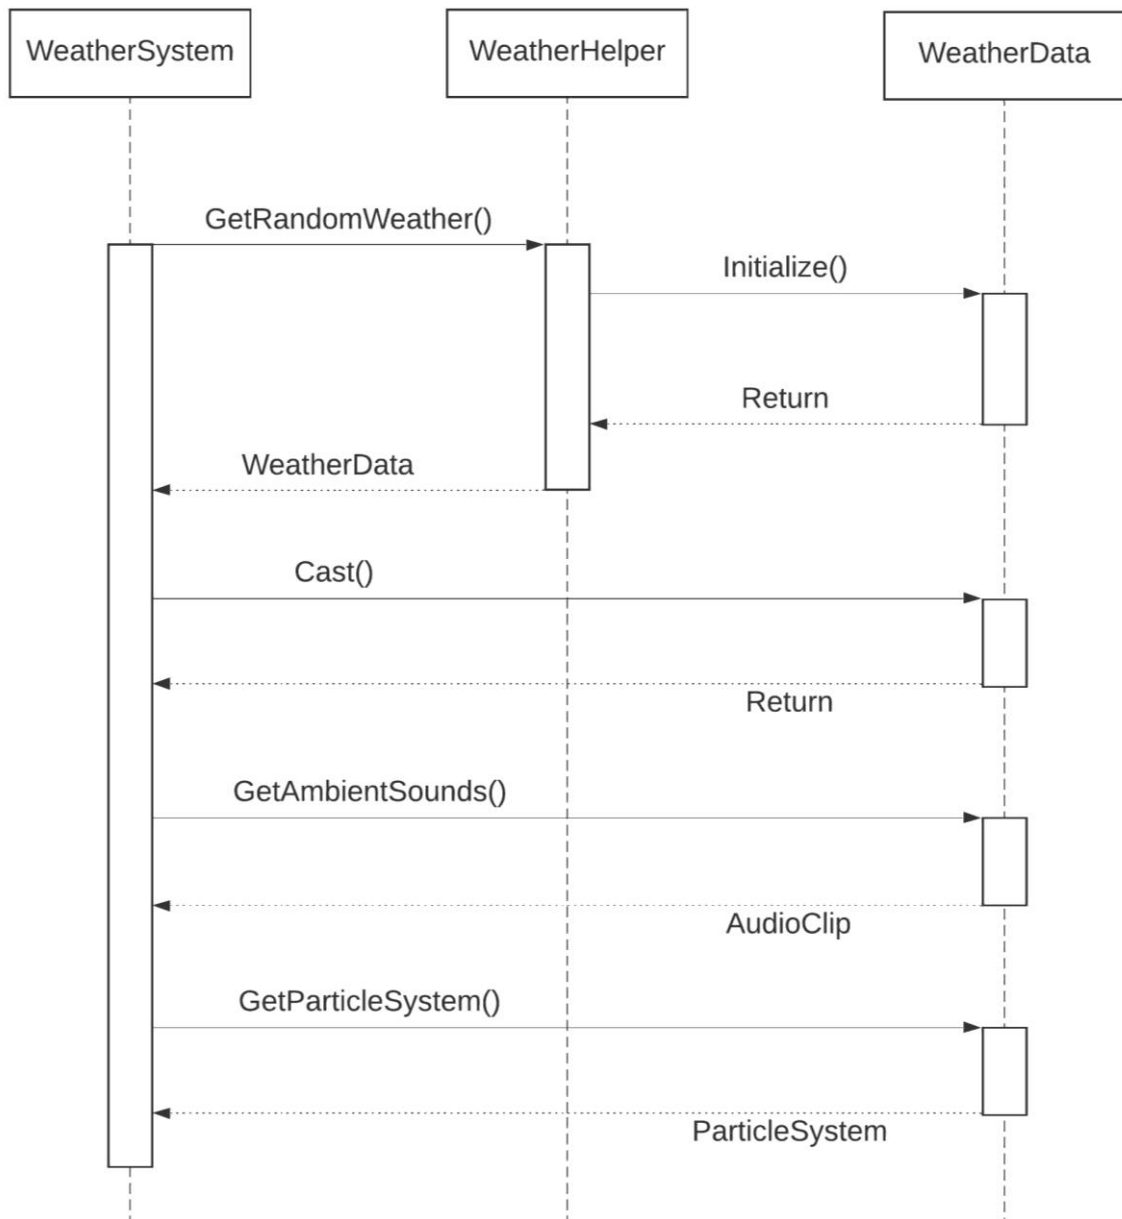 WeatherSystem
WeatherHelper
WeatherData
GetRandomWeather()
Initialize()
Return
WeatherData
Cast()
Return
GetAmbientSounds()
AudioClip
GetParticleSystem()
ParticleSystem